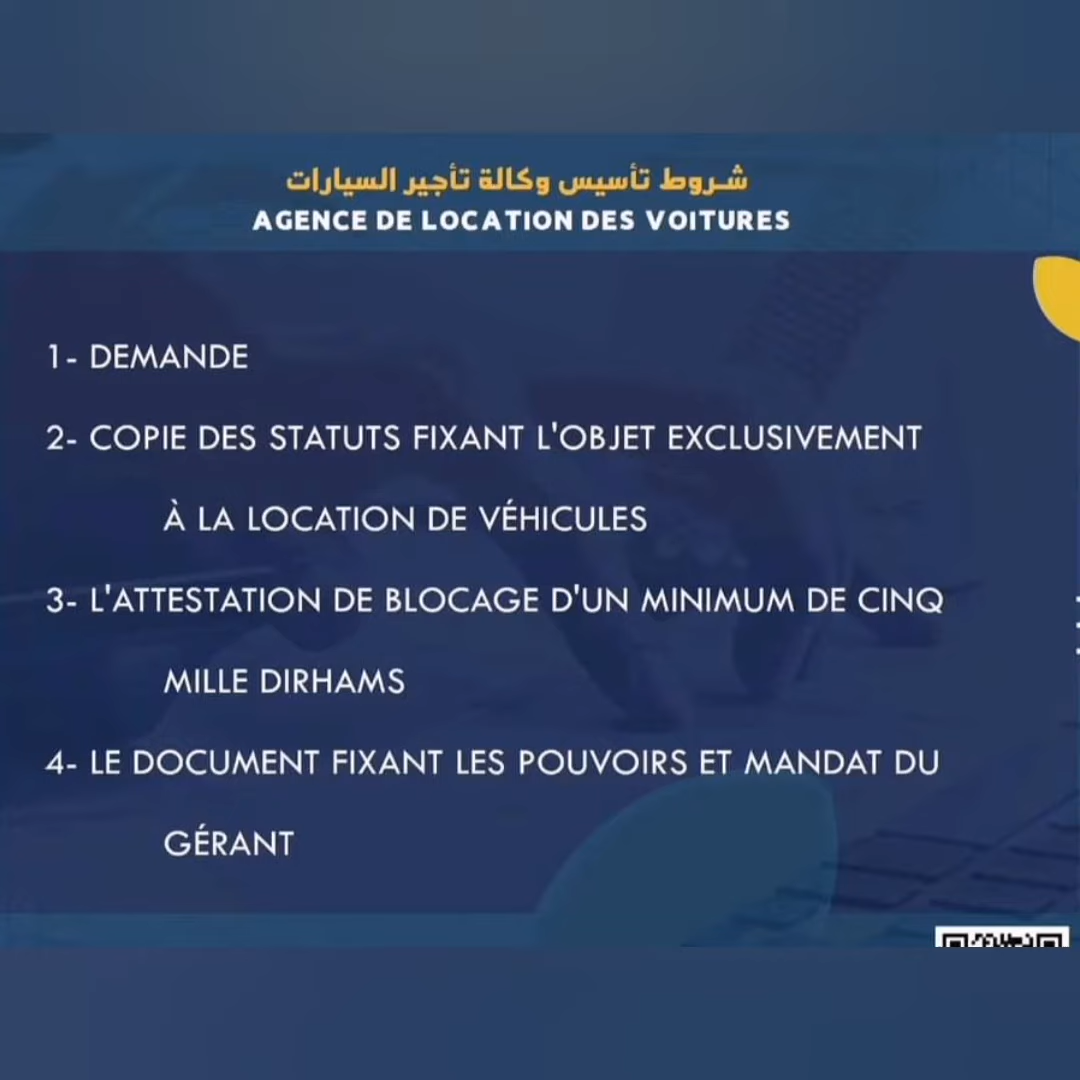 شروط تأسيس وكالة تأجير السيارات
AGENCE DE LOCATION DES VOITURES
1- DEMANDE
2- COPIE DES STATUTS FIXANT L'OBJET EXCLUSIVEMENT
À LA LOCATION DE VÉHICULES
3- L'ATTESTATION DE BLOCAGE D'UN MINIMUM DE CINQ
MILLE DIRHAMS
4- LE DOCUMENT FIXANT LES POUVOIRS ET MANDAT DU
GÉRANT